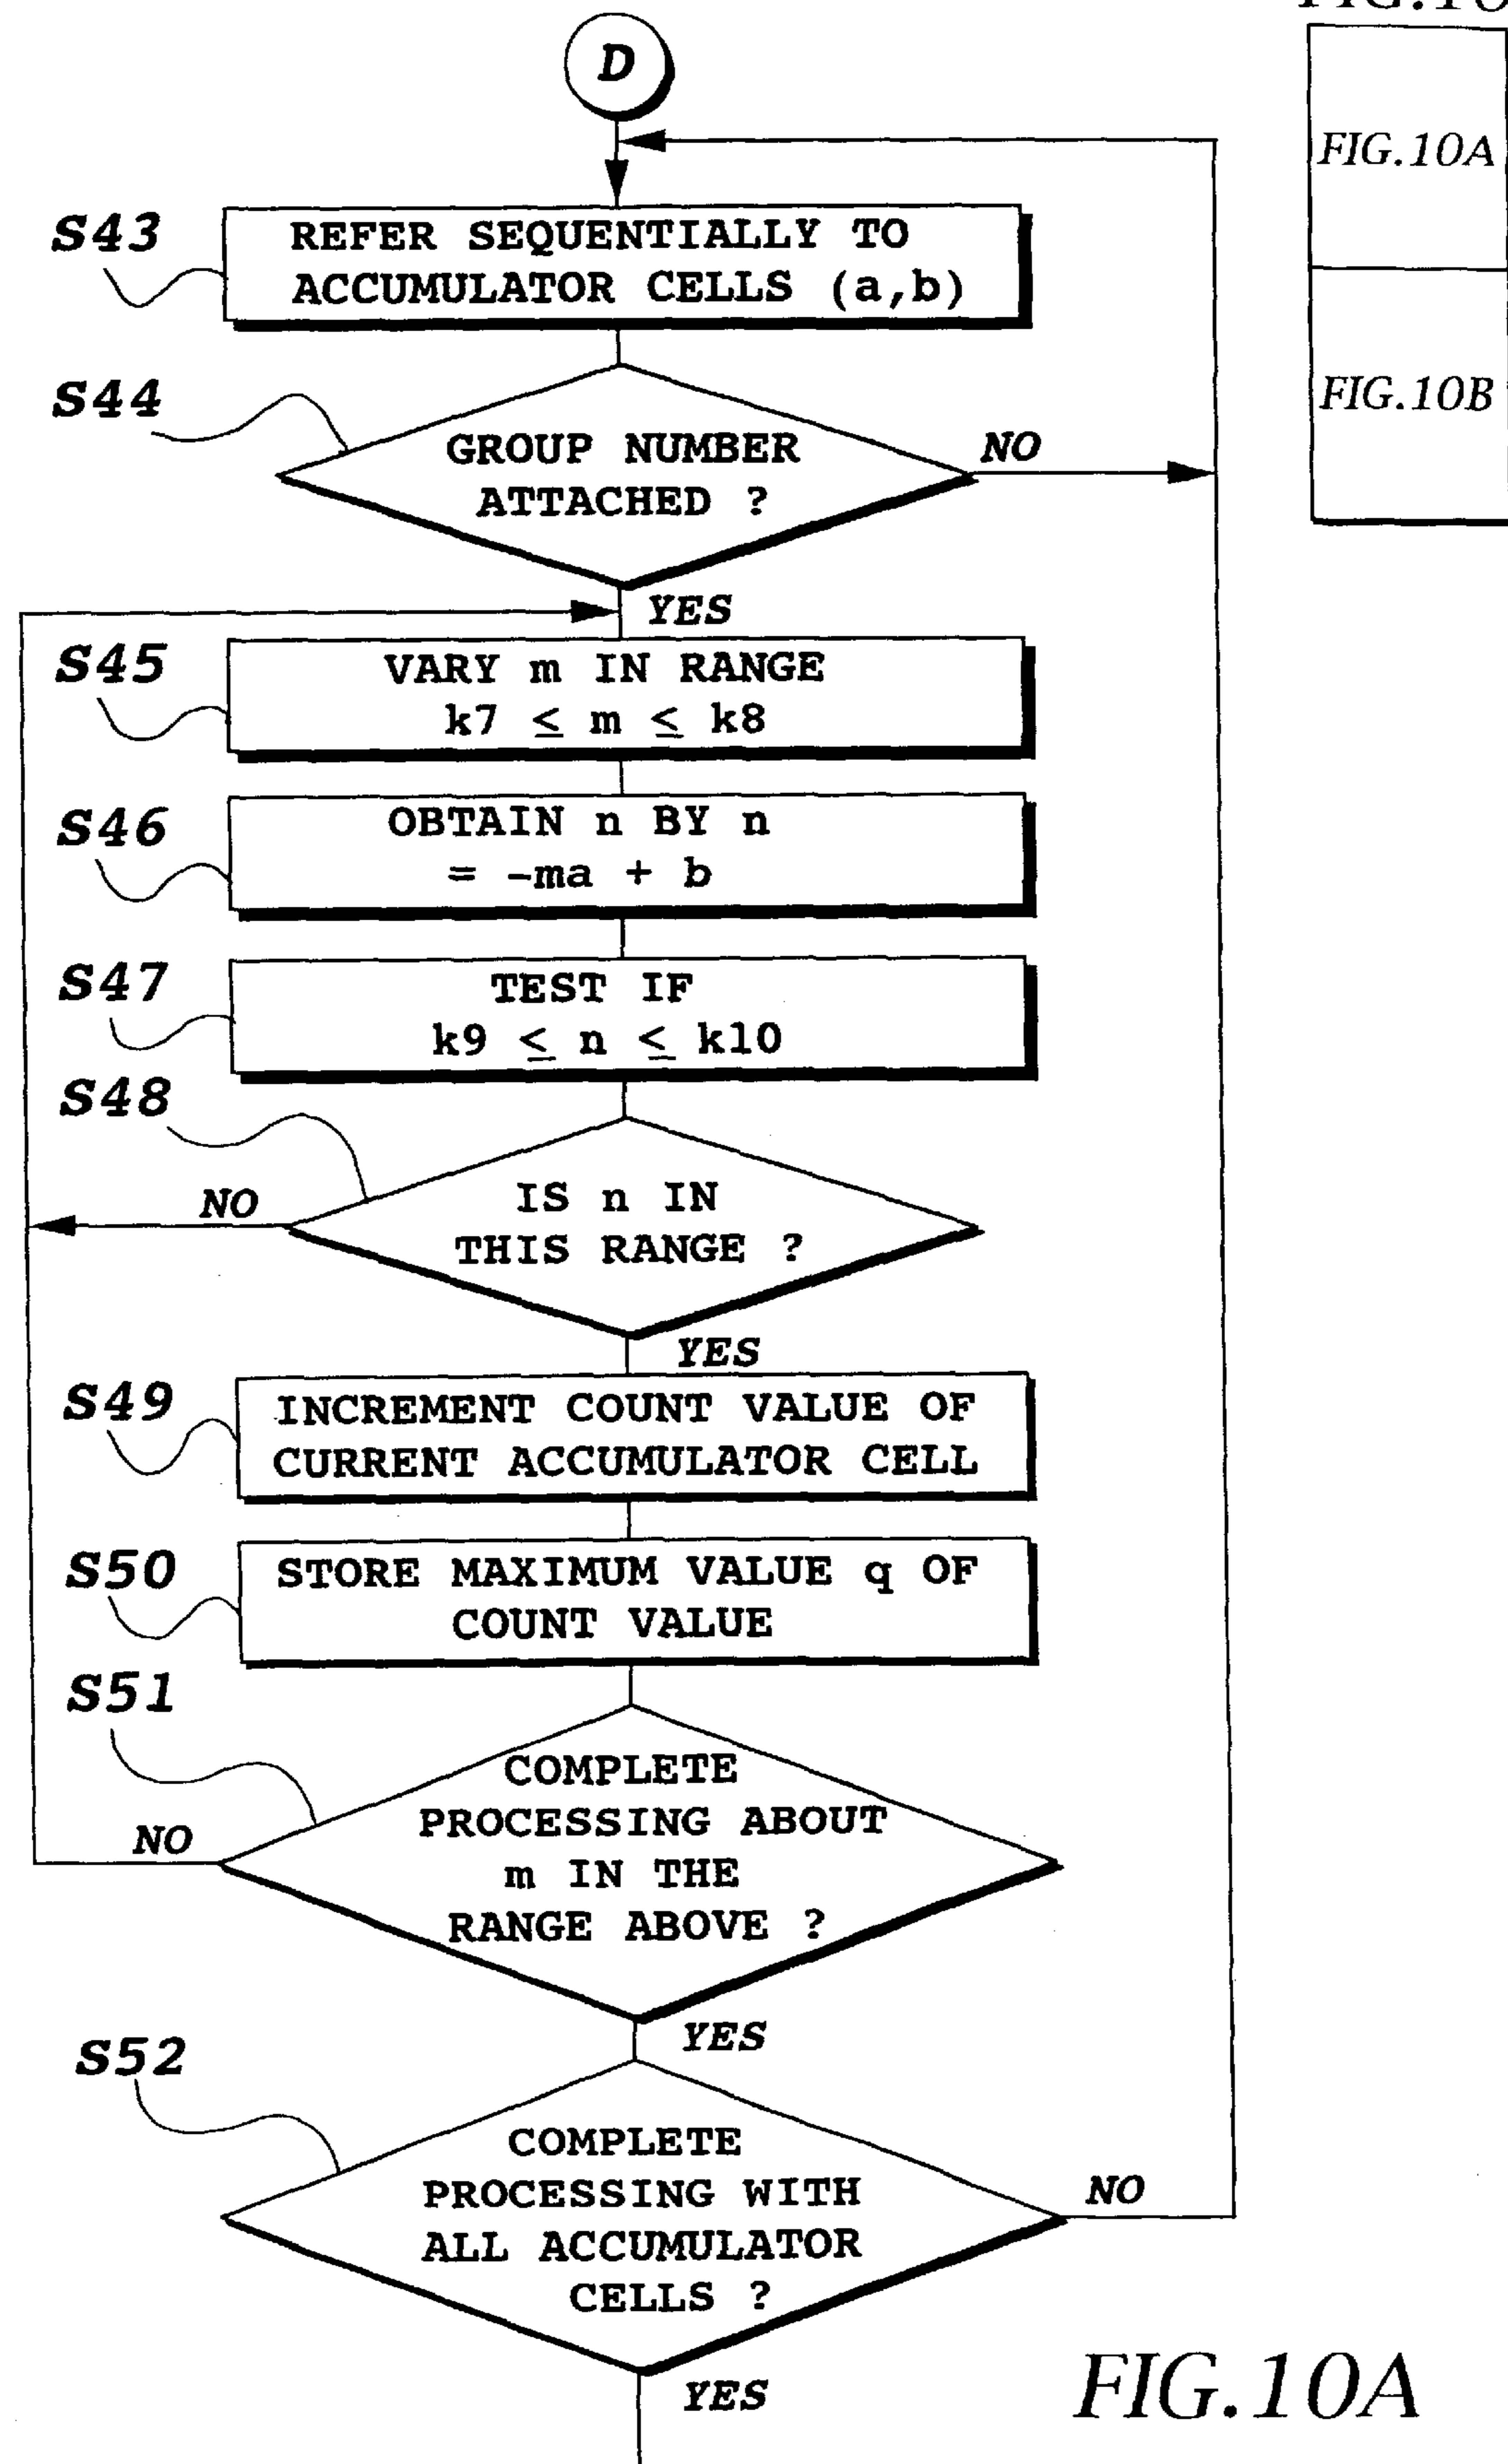 FIG.10
D
FIG.10A
S43
REFER SEQUENTIALLY TO
ACCUMULATOR CELLS (a,b)
FIG.10B
S44
GROUP NUMBER
ATTACHED ?
NO
YES
S45
VARY m IN RANGE
k7 ≤ m ≤ k8
S46
OBTAIN n BY n
= -ma + b
S47
TEST IF
k9 ≤ n ≤ k10
S48
NO
IS n IN
THIS RANGE ?
YES
S49
INCREMENT COUNT VALUE OF
CURRENT ACCUMULATOR CELL
S50
STORE MAXIMUM VALUE q OF
COUNT VALUE
S51
COMPLETE
PROCESSING ABOUT
m IN THE
RANGE ABOVE ?
NO
YES
S52
COMPLETE
PROCESSING WITH
ALL ACCUMULATOR
CELLS ?
NO
YES
FIG.10A